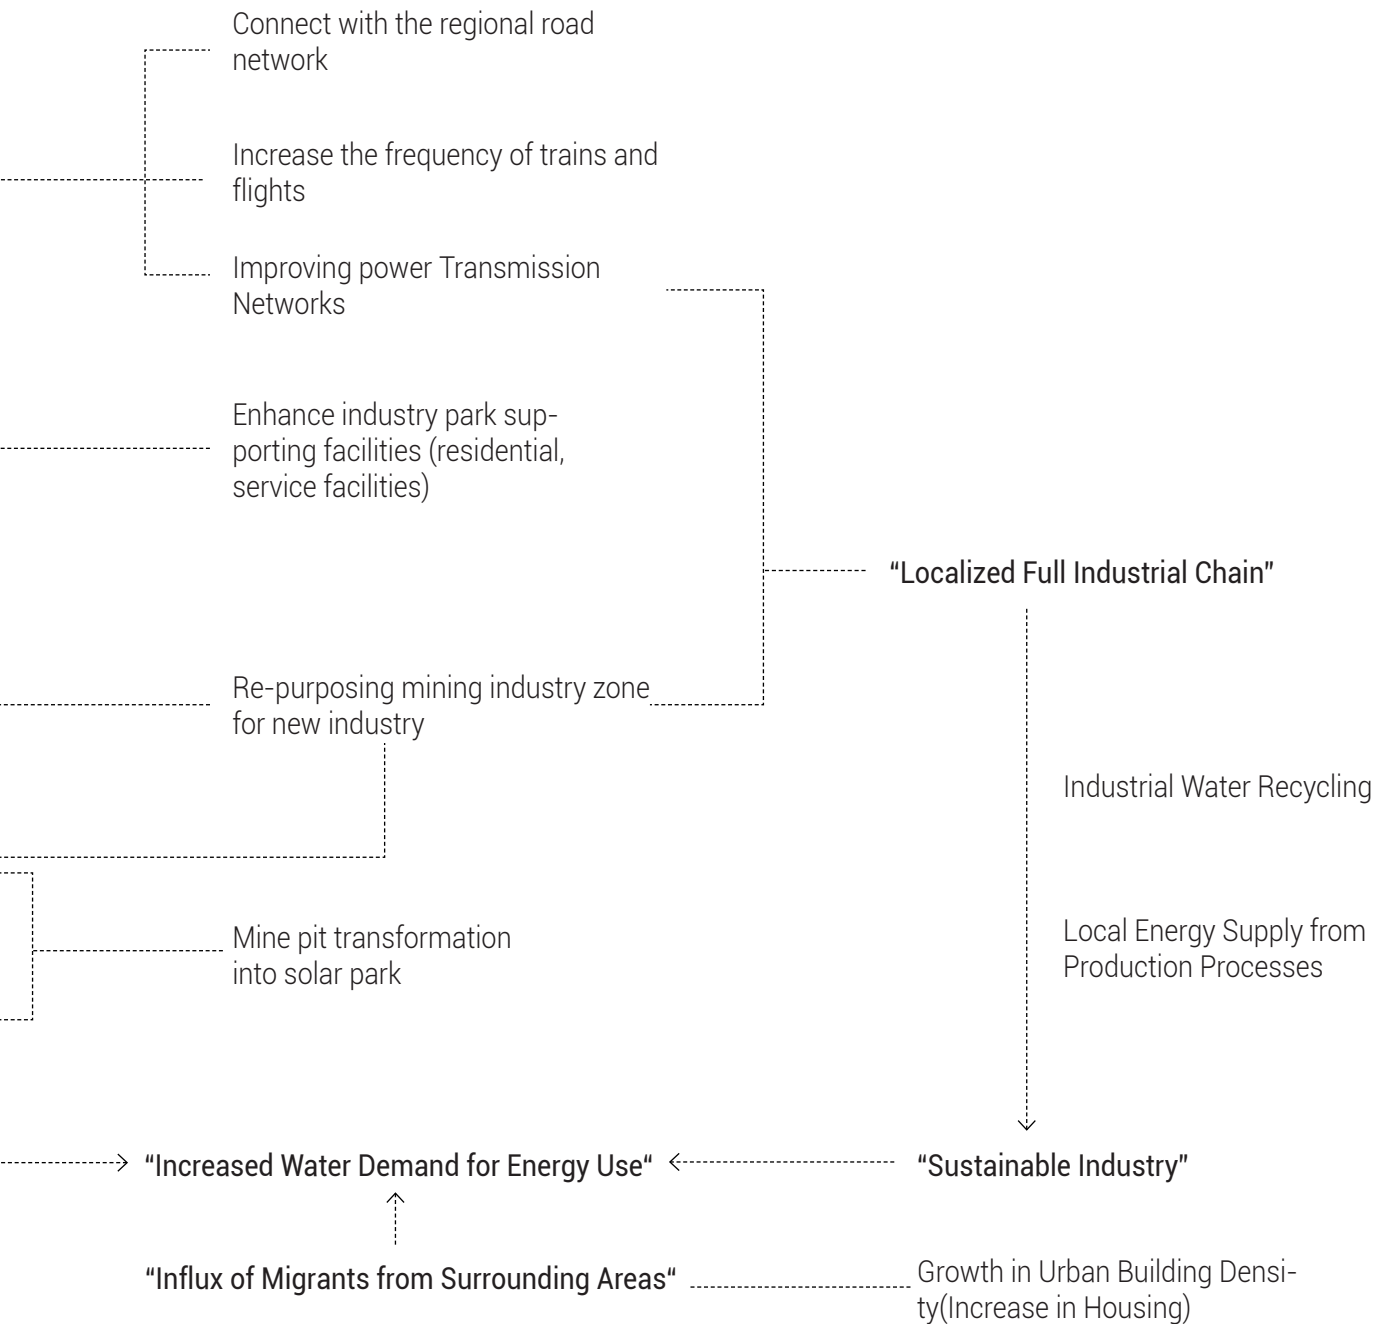 Connect with the regional road
network
Increase the frequency of trains and
flights
Improving power Transmission
Networks
Enhance industry park sup-
porting facilities (residential,
service facilities)
“Localized Full Industrial Chain”
Re-purposing mining industry zone
for new industry
Industrial Water Recycling
Mine pit transformation
into solar park
Local Energy Supply from
Production Processes
“Increased Water Demand for Energy Use“
“Sustainable Industry”
“Influx of Migrants from Surrounding Areas“
Growth in Urban Building Densi-
ty(Increase in Housing)